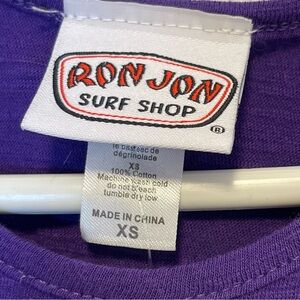 RON JON
SURF SHOP
®
dégringolade
XS
100% Cotton
Machine wash cold
do not bleach
tumble dry low
MADE IN CHINA
XS